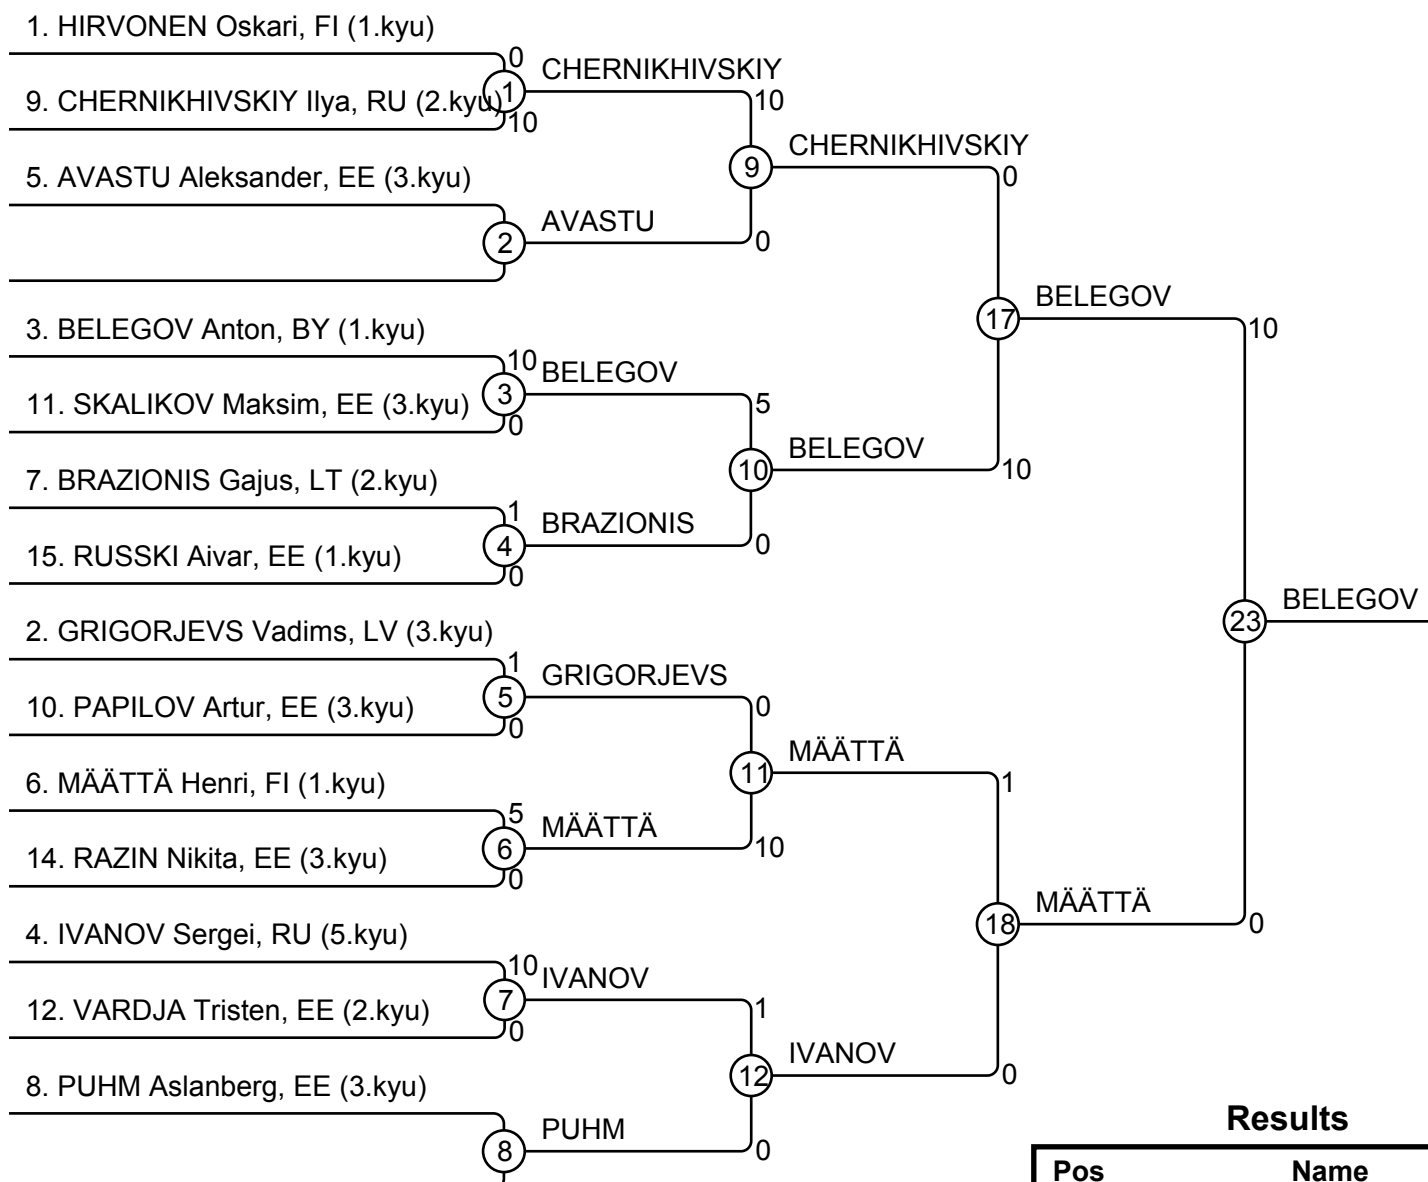 1. HIRVONEN Oskari, FI (1.kyu)
0
1
CHERNIKHIVSKIY
9. CHERNIKHIVSKIY Ilya, RU (2.kyu)
10
10
9
CHERNIKHIVSKIY
0
5. AVASTU Aleksander, EE (3.kyu)
2
AVASTU
0
17
BELEGOV
10
3. BELEGOV Anton, BY (1.kyu)
10
3
BELEGOV
5
11. SKALIKOV Maksim, EE (3.kyu)
0
10
BELEGOV
10
7. BRAZIONIS Gajus, LT (2.kyu)
1
4
BRAZIONIS
0
15. RUSSKI Aivar, EE (1.kyu)
0
23
BELEGOV
2. GRIGORJEVS Vadims, LV (3.kyu)
1
5
GRIGORJEVS
0
10. PAPILOV Artur, EE (3.kyu)
0
11
MÄÄTTÄ
1
6. MÄÄTTÄ Henri, FI (1.kyu)
5
6
MÄÄTTÄ
10
14. RAZIN Nikita, EE (3.kyu)
0
18
MÄÄTTÄ
0
4. IVANOV Sergei, RU (5.kyu)
10
7
IVANOV
1
12. VARDJA Tristen, EE (2.kyu)
0
12
IVANOV
0
8. PUHM Aslanberg, EE (3.kyu)
8
PUHM
0
Results
Pos Name